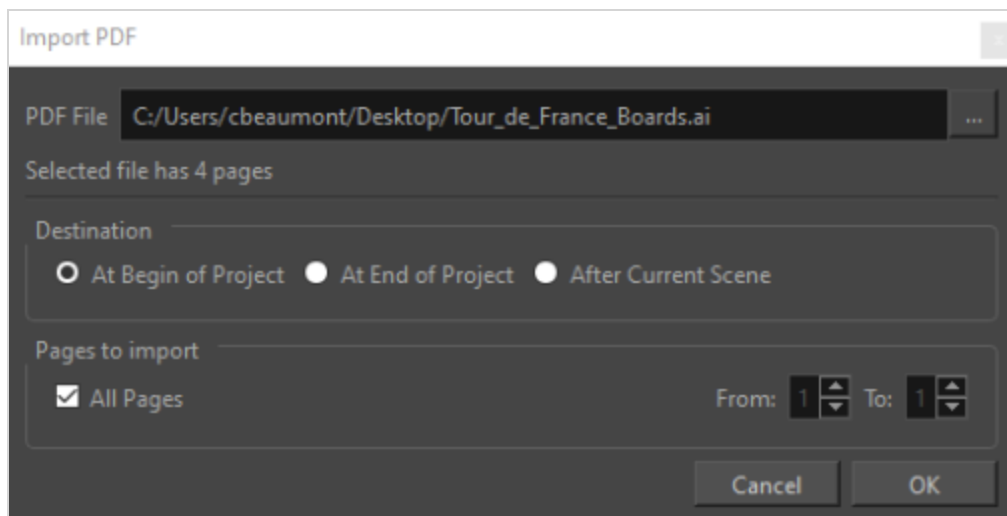 Import PDF
PDF File C:/Users/cbeaumont/Desktop/Tour_de_France_Boards.ai ...
Selected file has 4 pages
Destination
At Begin of Project At End of Project After Current Scene
Pages to import
All Pages From: 1 To: 1
Cancel OK